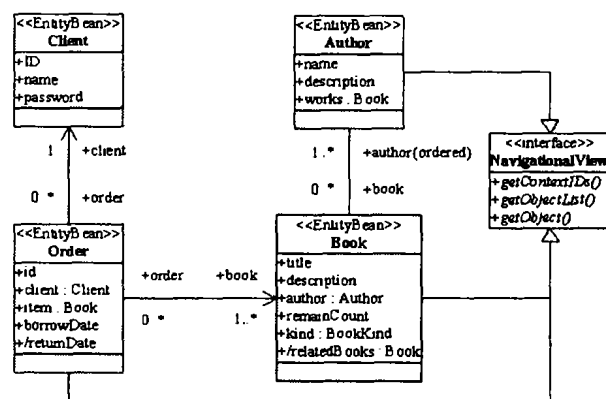 <<EntityBean>>
Client
+ID
+name
+password
<<EntityBean>>
Author
+name
+description
+works : Book
<<interface>>
NavigationalView
+getContextIDs()
+getObjectList()
+getObject()
1
+client
0..*
+order
1..*
+author(ordered)
0..*
+book
<<EntityBean>>
Order
+id
+client : Client
+item : Book
+borrowDate
+/returnDate
+order
+book
0..*
1..*
<<EntityBean>>
Book
+title
+description
+author : Author
+remainCount
+kind : BookKind
+/relatedBooks : Book